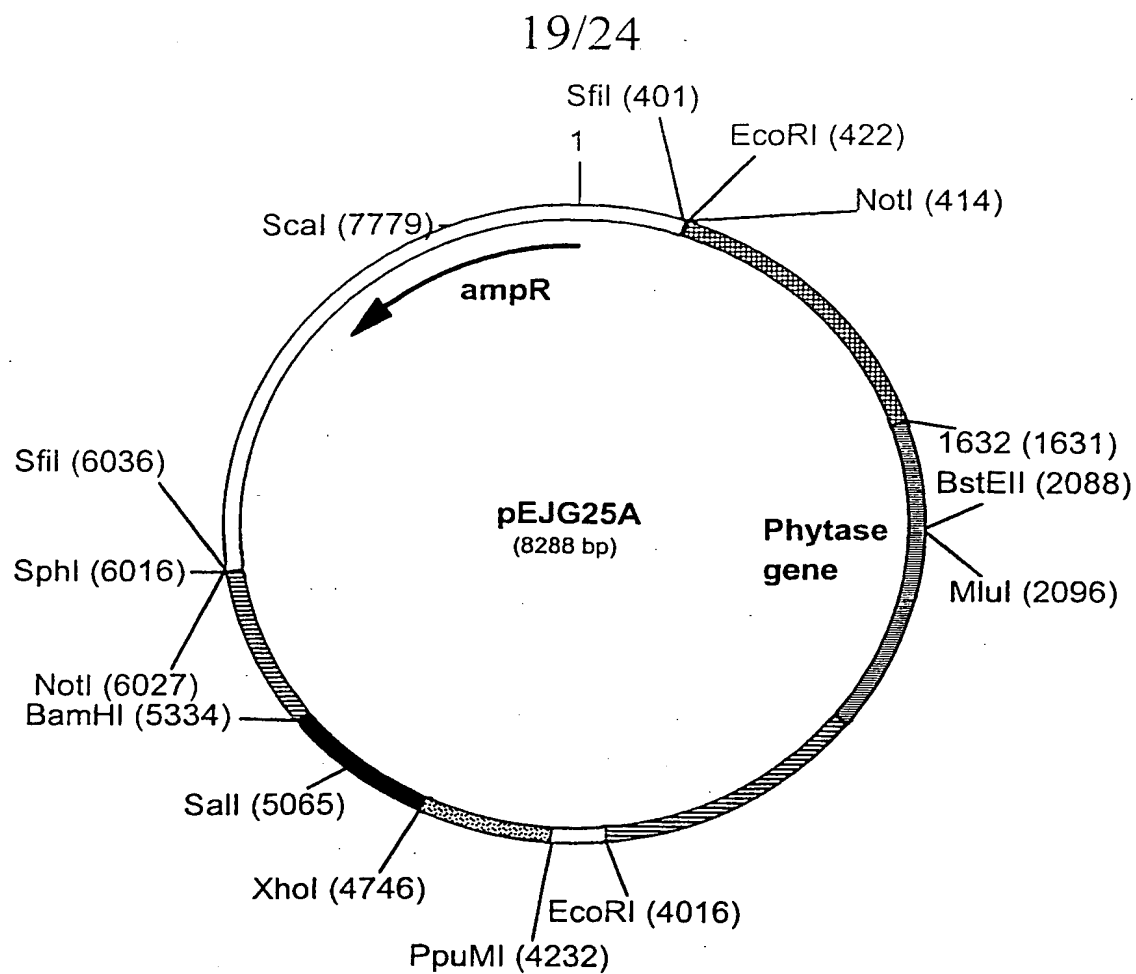 19/24
SfiI (401)
1
EcoRI (422)
NotI (414)
ScaI (7779)
ampR
1632 (1631)
BstEII (2088)
SfiI (6036)
pEJG25A
(8288 bp)
Phytase
gene
SphI (6016)
MluI (2096)
NotI (6027)
BamHI (5334)
SalI (5065)
XhoI (4746)
EcoRI (4016)
PpuMI (4232)